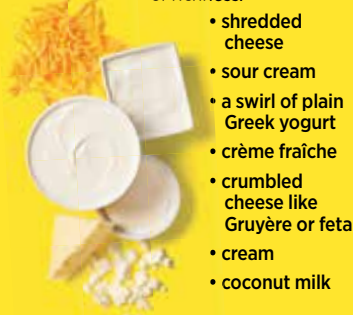 • shredded
cheese
• sour cream
• a swirl of plain
Greek yogurt
• crème fraîche
• crumbled
cheese like
Gruyère or feta
• cream
• coconut milk